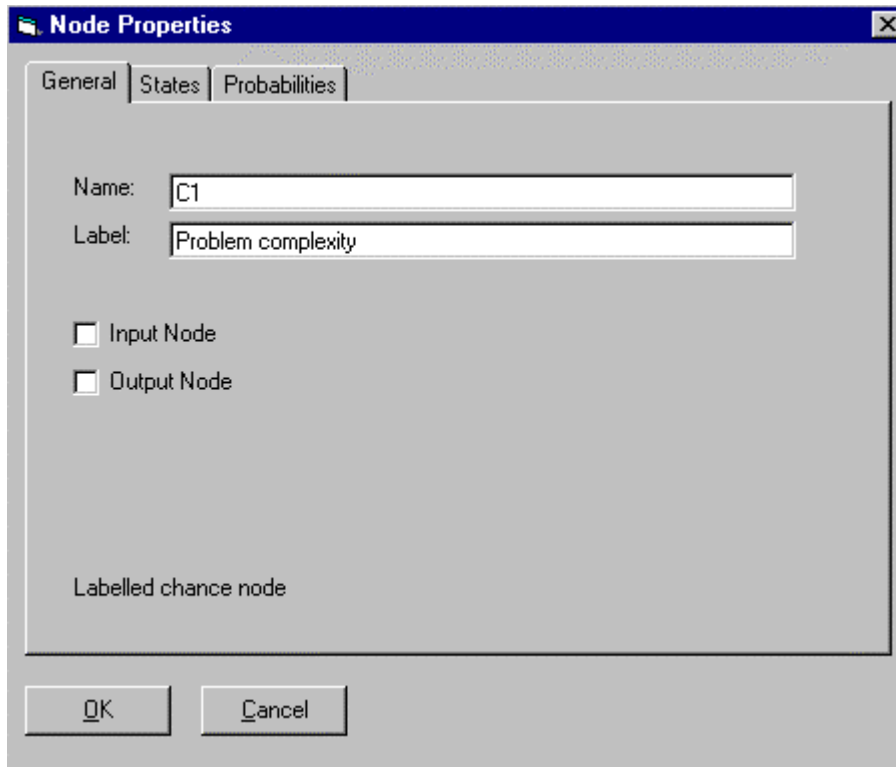 Node Properties
General States Probabilities
Name: C1
Label: Problem complexity
Input Node
Output Node
Labelled chance node
OK Cancel